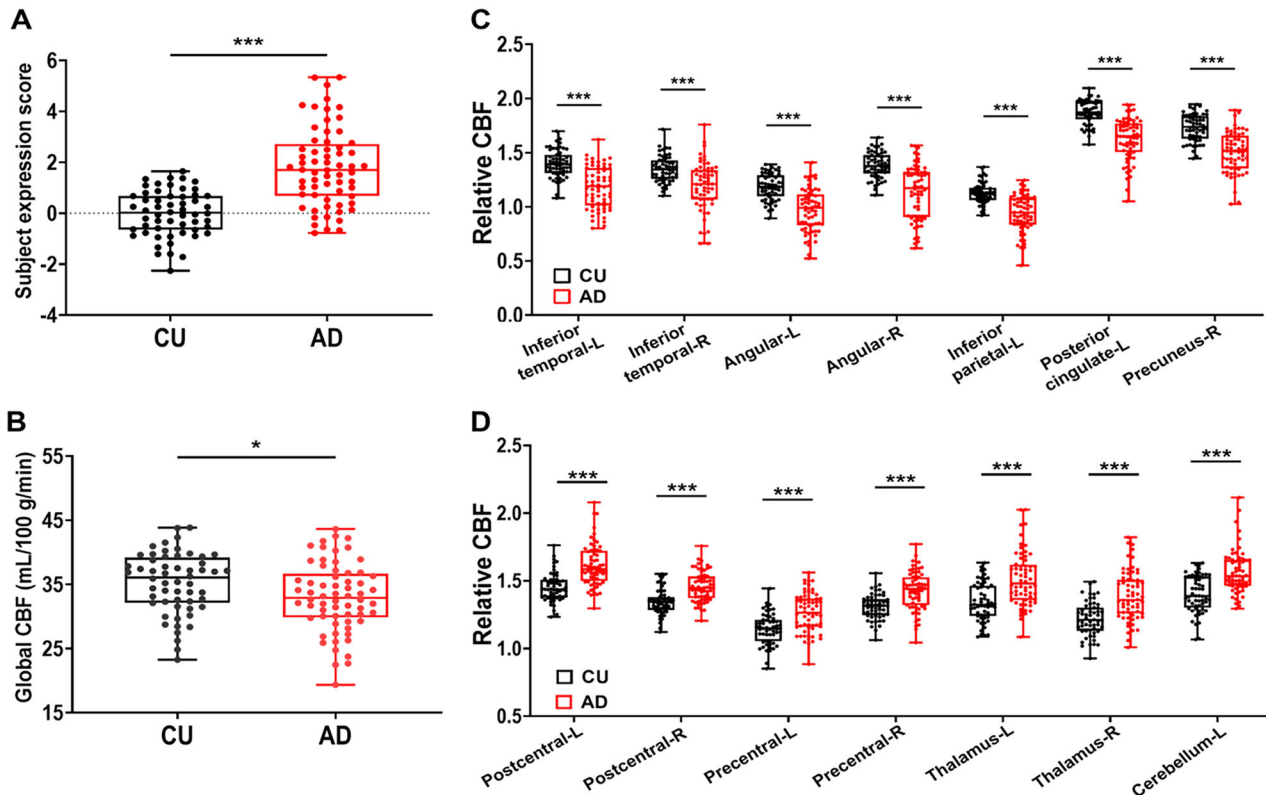 A
Subject expression score
6
4
2
0
-2
-4
***
CU
AD
B
Global CBF (mL/100 g/min)
55
45
35
25
15
*
CU
AD
C
Relative CBF
2.5
2.0
1.5
1.0
0.5
0.0
***
***
***
***
***
***
***
CU
AD
Inferior
temporal-L
Inferior
temporal-R
Angular-L
Angular-R
Inferior
parietal-L
Posterior
cingulate-L
Precuneus-R
D
Relative CBF
2.5
2.0
1.5
1.0
0.5
***
***
***
***
***
***
***
CU
AD
Postcentral-L
Postcentral-R
Precentral-L
Precentral-R
Thalamus-L
Thalamus-R
Cerebellum-L